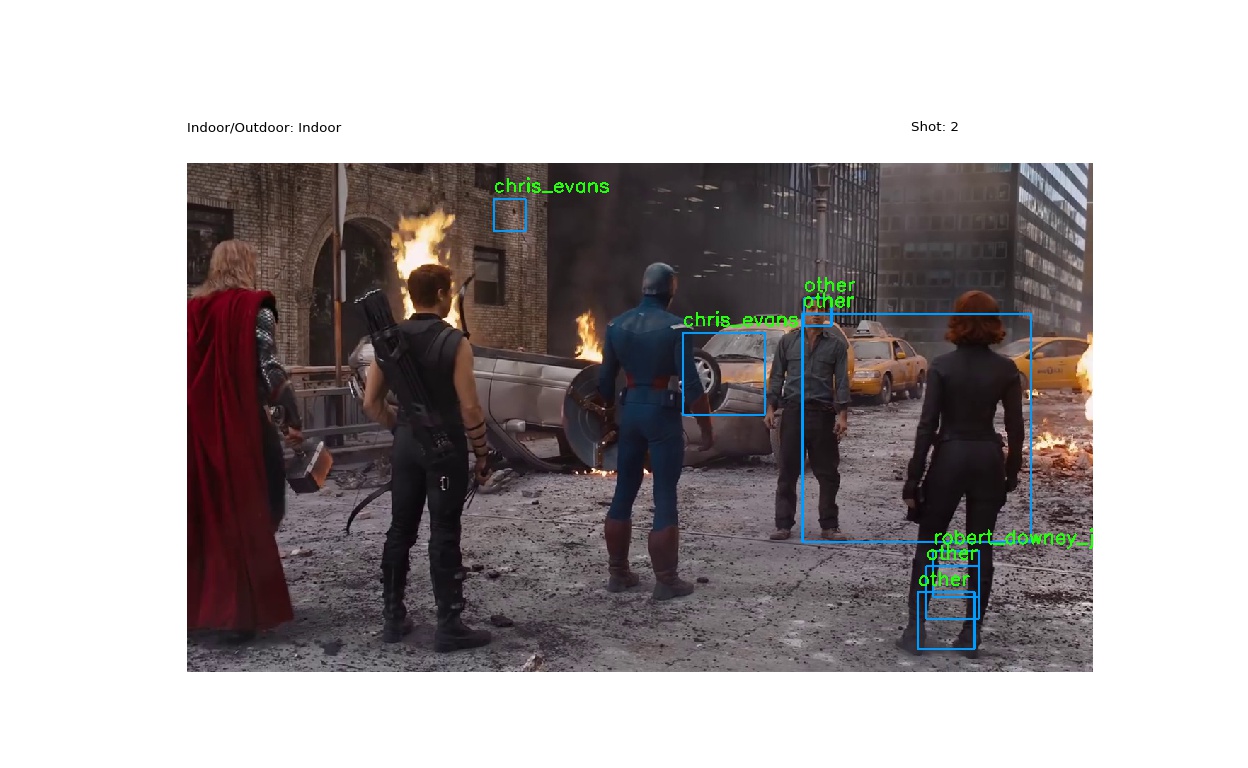 Indoor/Outdoor: Indoor
Shot: 2
chris_evans
other
other
chris_evans
robert_downey_j
other
other